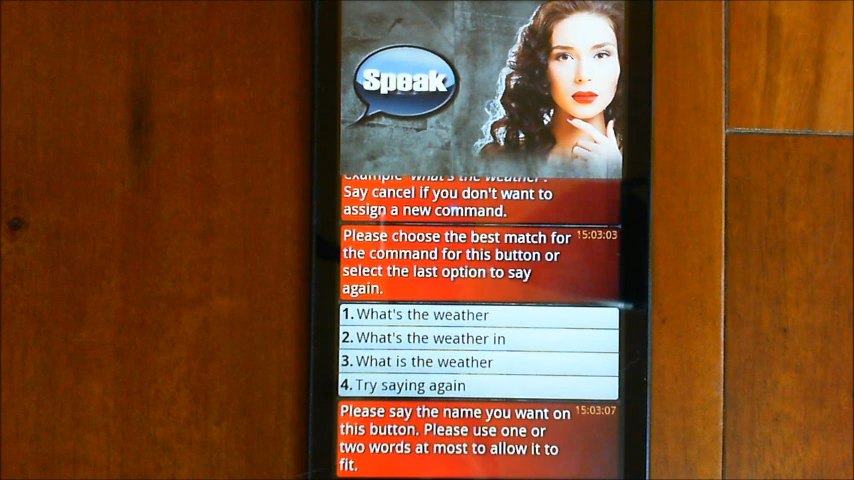 Speak
example "what's the weather".
Say cancel if you don't want to
assign a new command.
Please choose the best match for 15:03:03
the command for this button or
select the last option to say
again.
1. What's the weather
2. What's the weather in
3. What is the weather
4. Try saying again
Please say the name you want on 15:03:07
this button. Please use one or
two words at most to allow it to
fit.